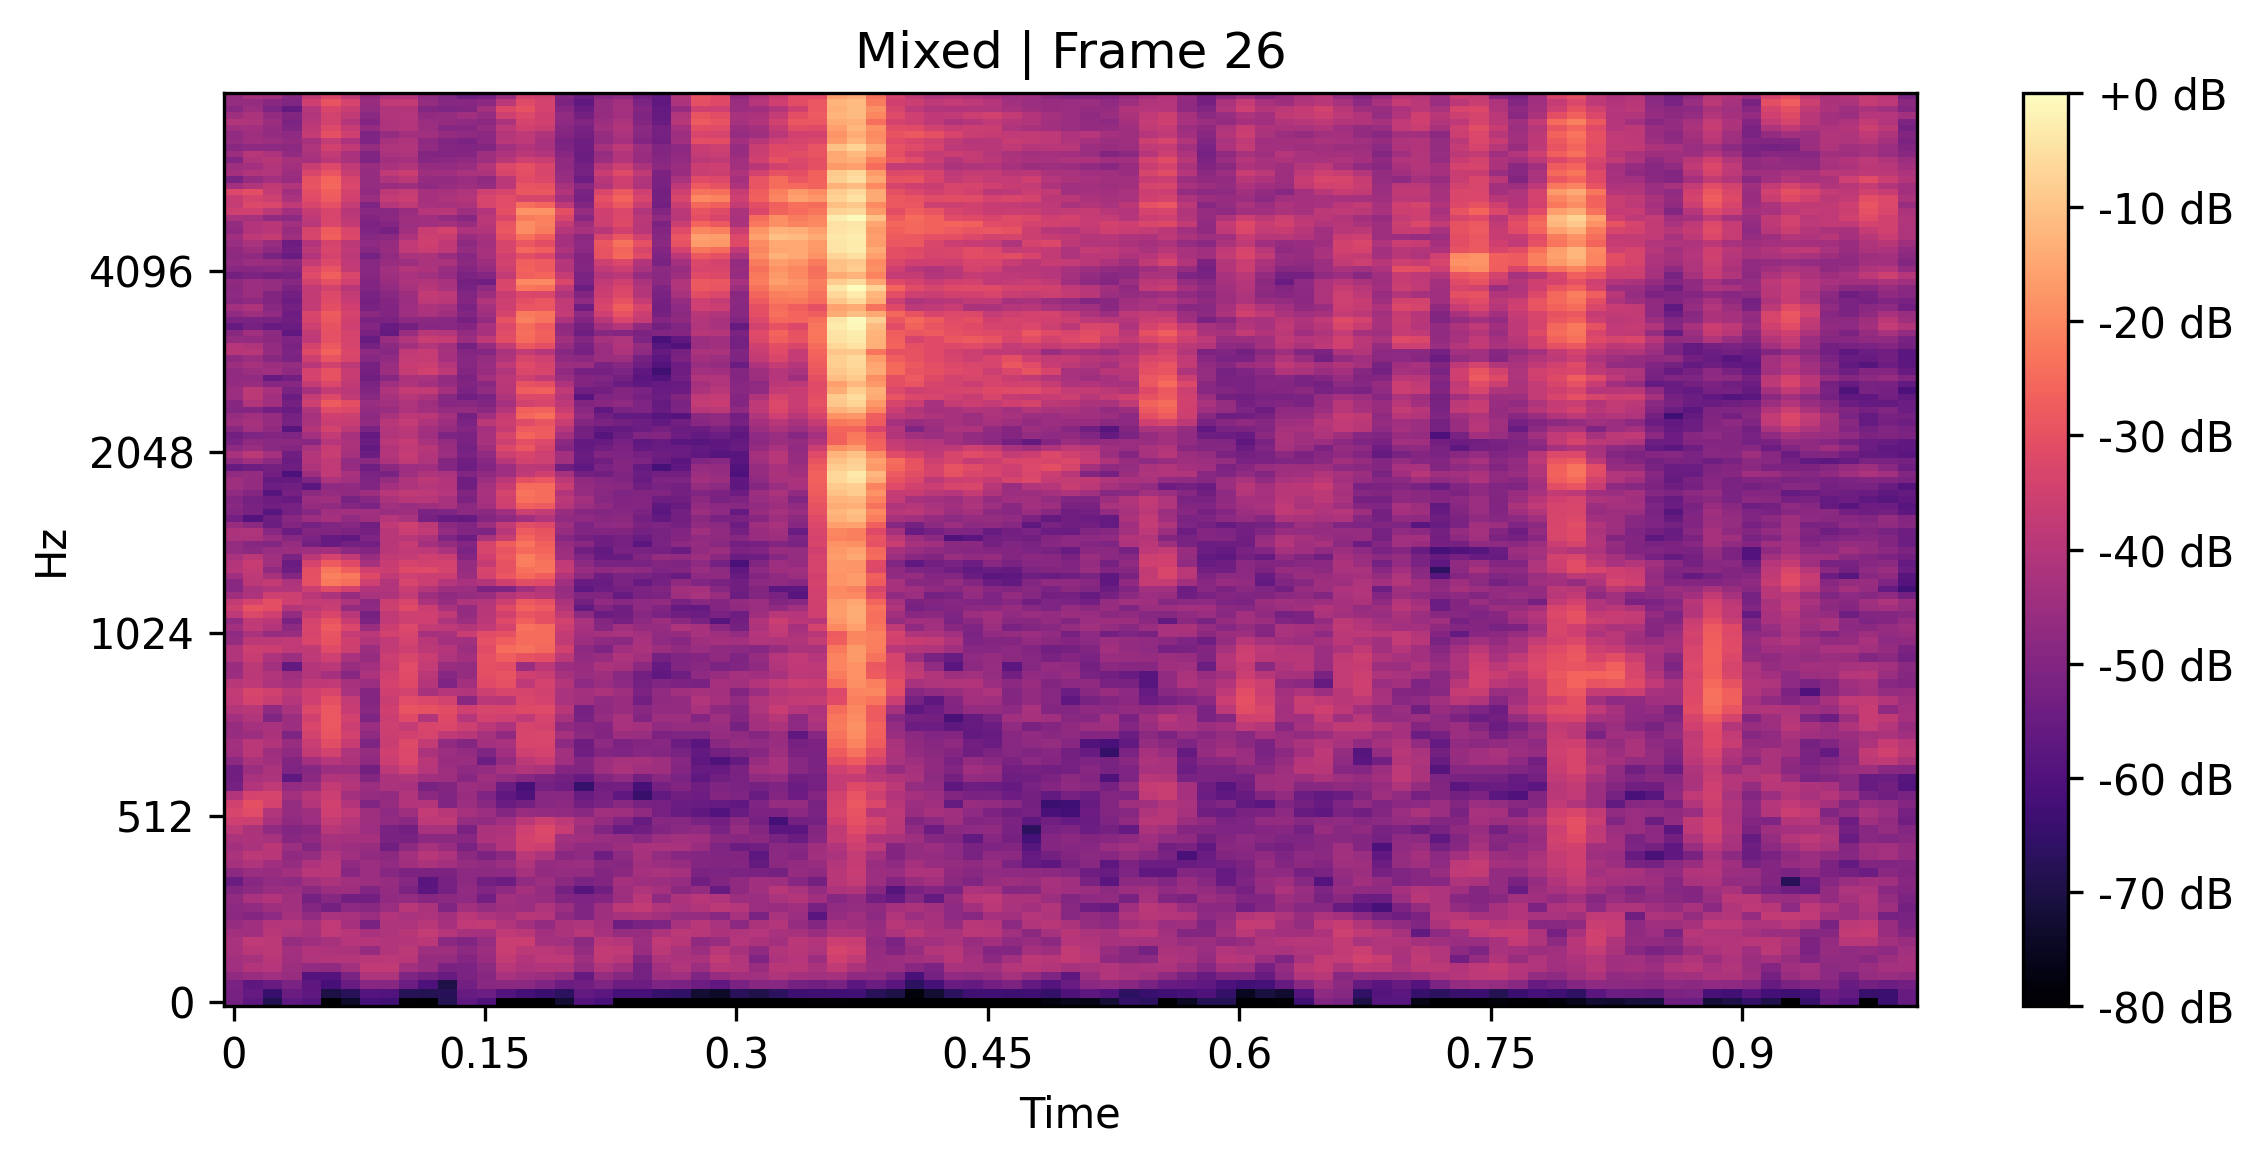 Mixed | Frame 26
+0 dB
-10 dB
-20 dB
-30 dB
-40 dB
-50 dB
-60 dB
-70 dB
-80 dB
Hz
4096
2048
1024
512
0
0 0.15 0.3 0.45 0.6 0.75 0.9
Time